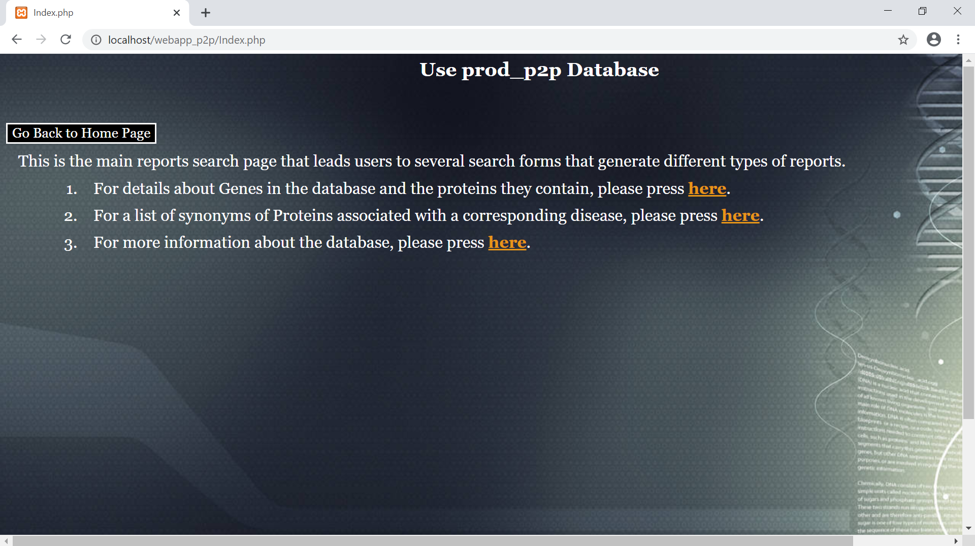 Index.php
localhost/webapp_p2p/Index.php
Use prod_p2p Database
Go Back to Home Page
This is the main reports search page that leads users to several search forms that generate different types of reports.
1. For details about Genes in the database and the proteins they contain, please press here.
2. For a list of synonyms of Proteins associated with a corresponding disease, please press here.
3. For more information about the database, please press here.
genetic information.